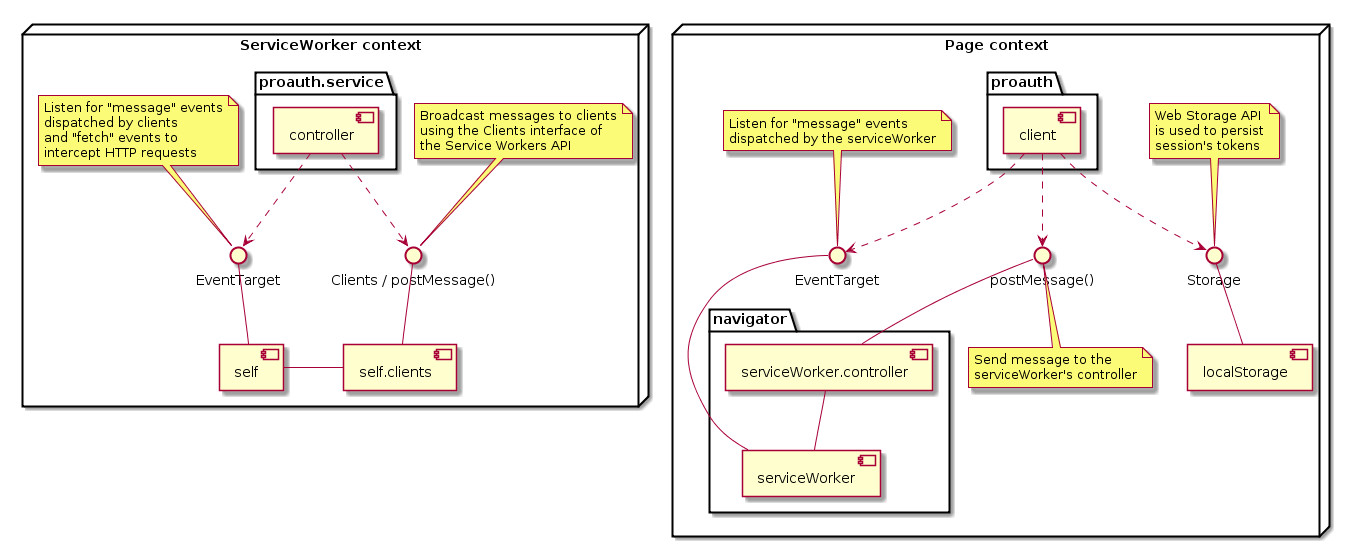 ServiceWorker context
proauth.service
controller
Listen for "message" events
dispatched by clients
and "fetch" events to
intercept HTTP requests
Broadcast messages to clients
using the Clients interface of
the Service Workers API
EventTarget
Clients / postMessage()
self
self.clients
Page context
proauth
client
Listen for "message" events
dispatched by the serviceWorker
Web Storage API
is used to persist
session's tokens
EventTarget
postMessage()
Storage
navigator
serviceWorker.controller
Send message to the
serviceWorker's controller
localStorage
serviceWorker